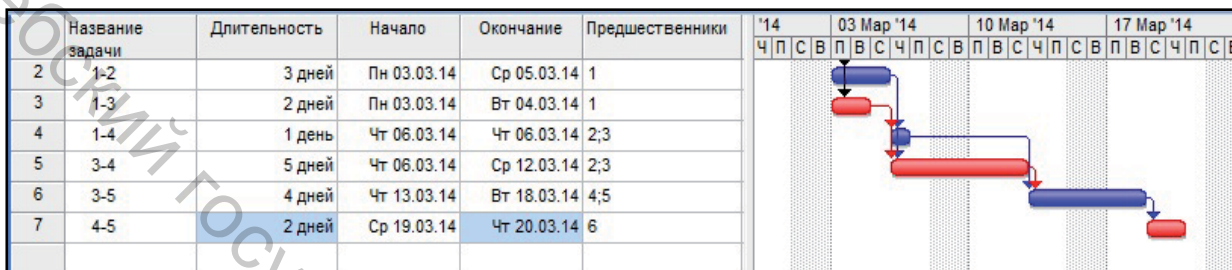 Название задачи Длительность Начало Окончание Предшественники
'14 03 Мар '14 10 Мар '14 17 Мар '14
Ч П С В П В С Ч П С В П В С Ч П С В П В С Ч П С В
2 1-2 3 дней Пн 03.03.14 Ср 05.03.14 1
3 1-3 2 дней Пн 03.03.14 Вт 04.03.14 1
4 1-4 1 день Чт 06.03.14 Чт 06.03.14 2;3
5 3-4 5 дней Чт 06.03.14 Ср 12.03.14 2;3
6 3-5 4 дней Чт 13.03.14 Вт 18.03.14 4;5
7 4-5 2 дней Ср 19.03.14 Чт 20.03.14 6